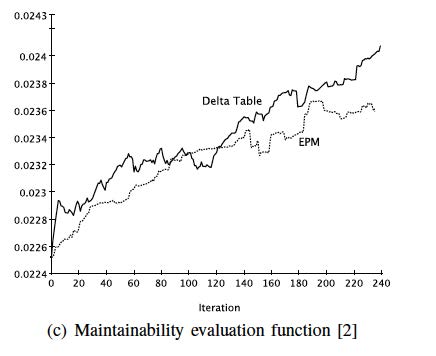 0.0243
0.024
0.0238
0.0236
0.0234
0.0232
0.023
0.0228
0.0226
0.0224
Delta Table
EPM
0 20 40 60 80 100 120 140 160 180 200 220 240
Iteration
(c) Maintainability evaluation function [2]